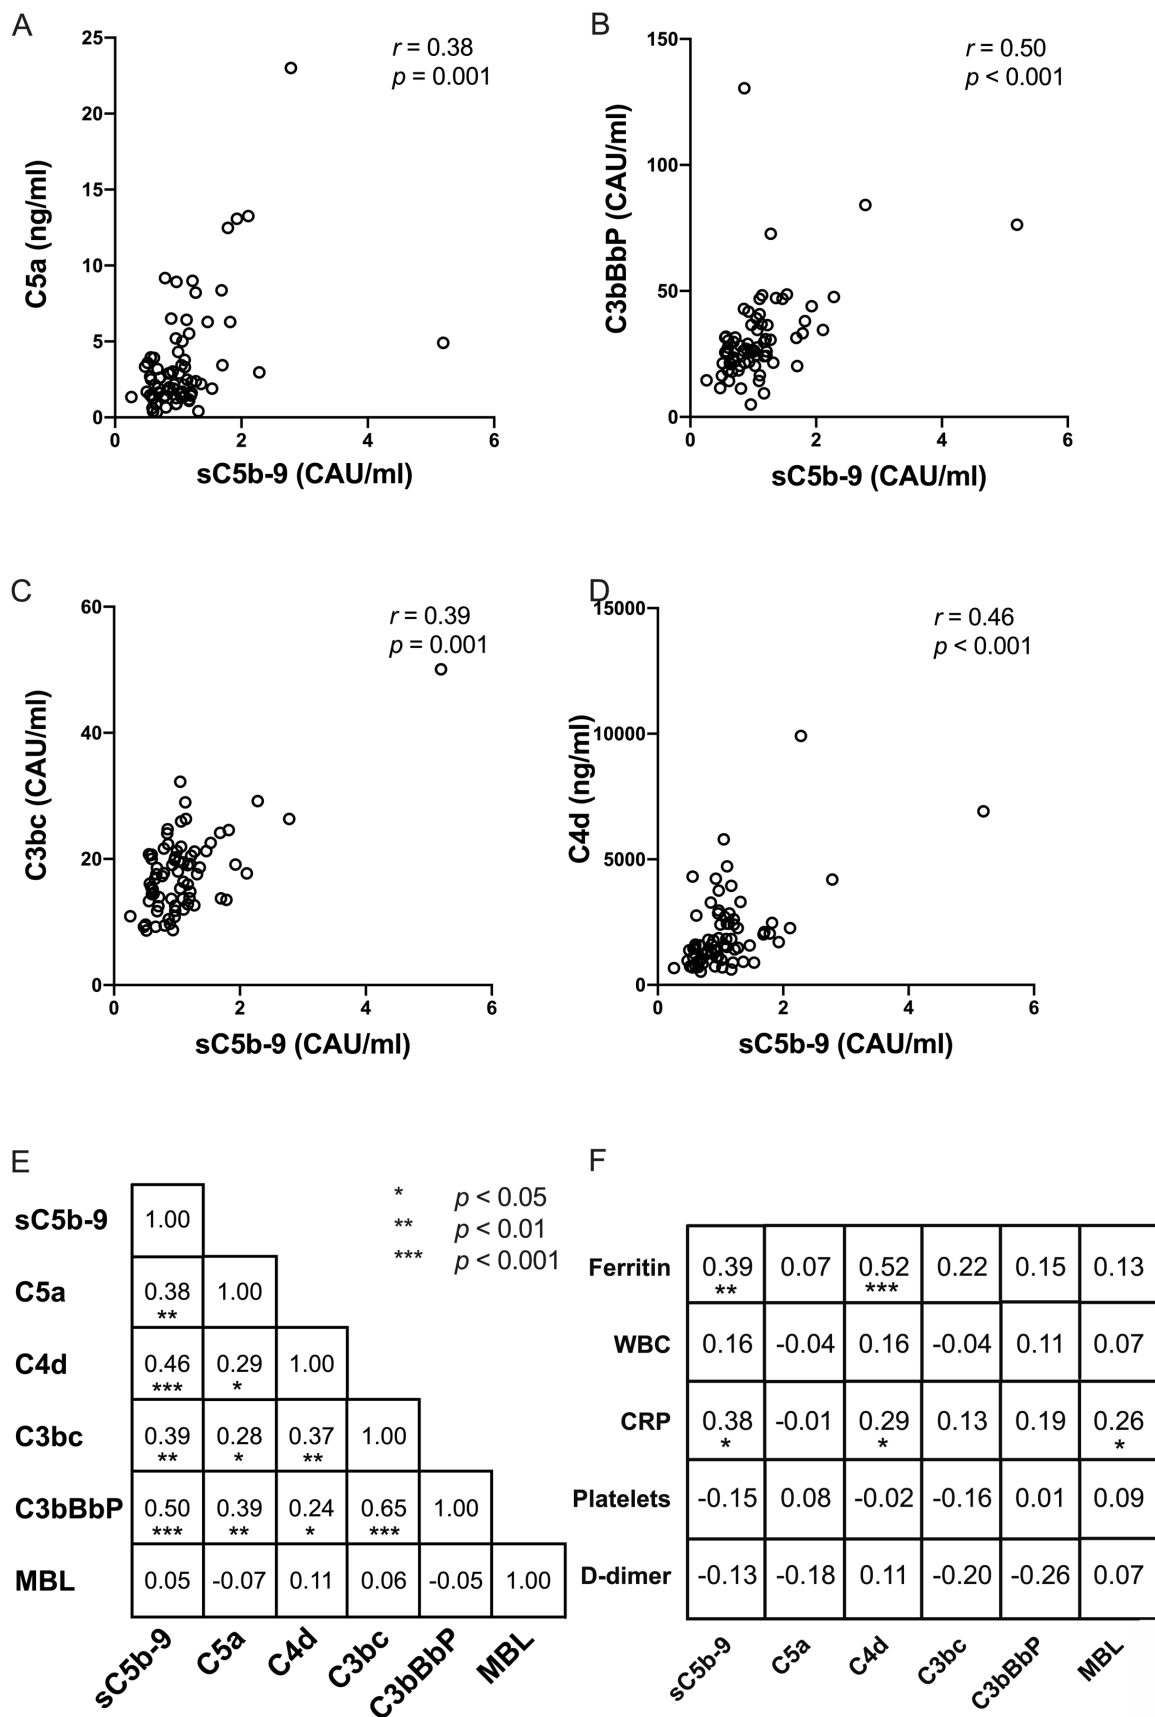 A
25
20
15
10
5
0
0 2 4 6
C5a (ng/ml)
sC5b-9 (CAU/ml)
r = 0.38
p = 0.001
B
150
100
50
0
0 2 4 6
C3bBbP (CAU/ml)
sC5b-9 (CAU/ml)
r = 0.50
p < 0.001
C
60
40
20
0
0 2 4 6
C3bc (CAU/ml)
sC5b-9 (CAU/ml)
r = 0.39
p = 0.001
D
15000
10000
5000
0
0 2 4 6
C4d (ng/ml)
sC5b-9 (CAU/ml)
r = 0.46
p < 0.001
E
* p < 0.05
** p < 0.01
*** p < 0.001
sC5b-9 1.00
C5a 0.38 1.00
**
C4d 0.46 0.29 1.00
*** *
C3bc 0.39 0.28 0.37 1.00
** * **
C3bBbP 0.50 0.39 0.24 0.65 1.00
*** ** * ***
MBL 0.05 -0.07 0.11 0.06 -0.05 1.00
sC5b-9 C5a C4d C3bc C3bBbP MBL
F
Ferritin 0.39 0.07 0.52 0.22 0.15 0.13
** ***
WBC 0.16 -0.04 0.16 -0.04 0.11 0.07
CRP 0.38 -0.01 0.29 0.13 0.19 0.26
* * *
Platelets -0.15 0.08 -0.02 -0.16 0.01 0.09
D-dimer -0.13 -0.18 0.11 -0.20 -0.26 0.07
sC5b-9 C5a C4d C3bc C3bBbP MBL